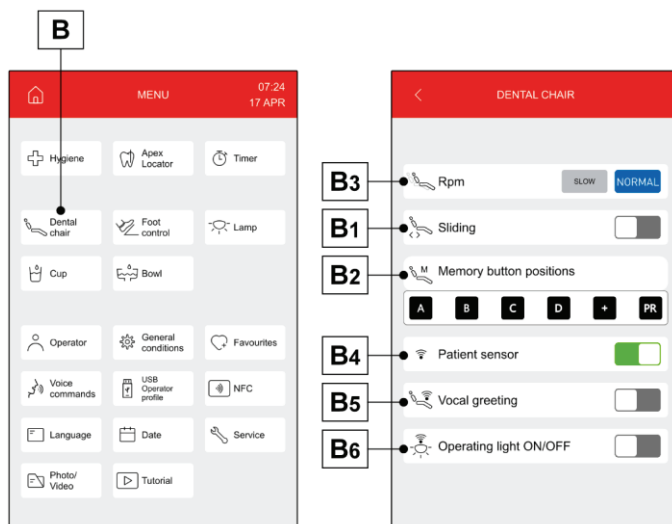 B
MENU
07:24
17 APR
Hygiene
Apex
Locator
Timer
Dental
chair
Foot
control
Lamp
Cup
Bowl
Operator
General
conditions
Favourites
Voice
commands
USB
Operator
profile
NFC
Language
Date
Service
Photo/
Video
Tutorial
DENTAL CHAIR
B3
Rpm
SLOW
NORMAL
B1
Sliding
B2
M
Memory button positions
A B C D + PR
B4
Patient sensor
B5
Vocal greeting
B6
Operating light ON/OFF